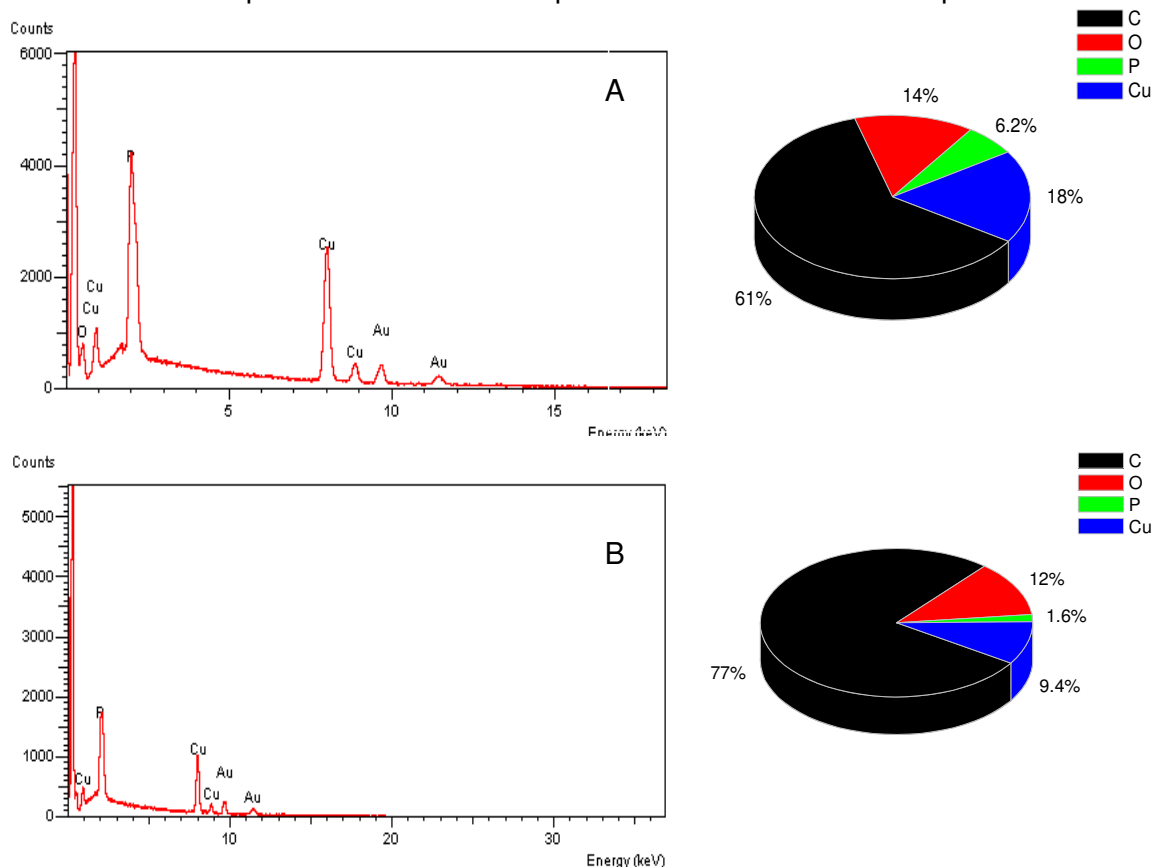 Counts
6000
4000
2000
0
5
10
15
Energy (keV)
A
P
Cu
Cu
O
Cu
Cu
Au
Au
C
O
P
Cu
14%
6.2%
18%
61%
Counts
5000
4000
3000
2000
1000
0
10
20
30
Energy (keV)
B
P
Cu
Cu
Cu
Au
Au
C
O
P
Cu
12%
1.6%
9.4%
77%